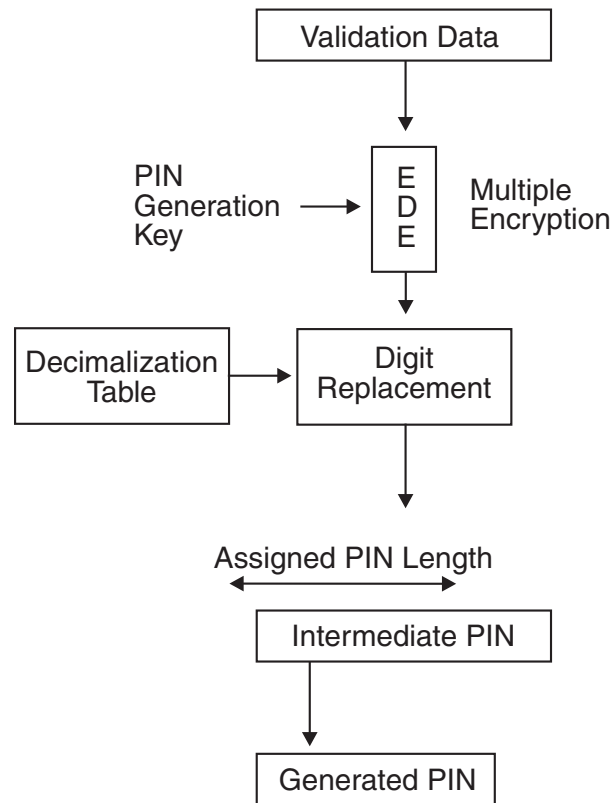 Validation Data
PIN
Generation
Key
E
D
E
Multiple
Encryption
Decimalization
Table
Digit
Replacement
Assigned PIN Length
Intermediate PIN
Generated PIN